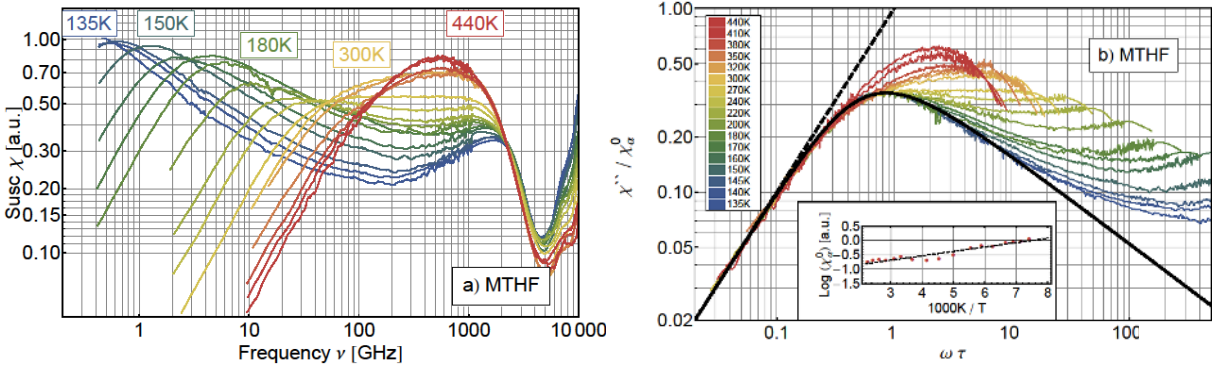 135K
150K
180K
300K
440K
1.00
0.70
0.50
0.30
0.20
0.15
0.10
Susc χ [a.u.]
a) MTHF
1 10 100 1000 10 000
Frequency ν [GHz]
440K
410K
380K
350K
320K
300K
270K
240K
220K
200K
180K
170K
160K
150K
145K
140K
135K
b) MTHF
1.00
0.50
0.20
0.10
0.05
0.02
χ`` / χα0
0.5
0.0
-0.5
-1.0
-1.5
Log (χα0) [a.u.]
3 4 5 6 7 8
1000K / T
0.1 1 10 100
ω τ